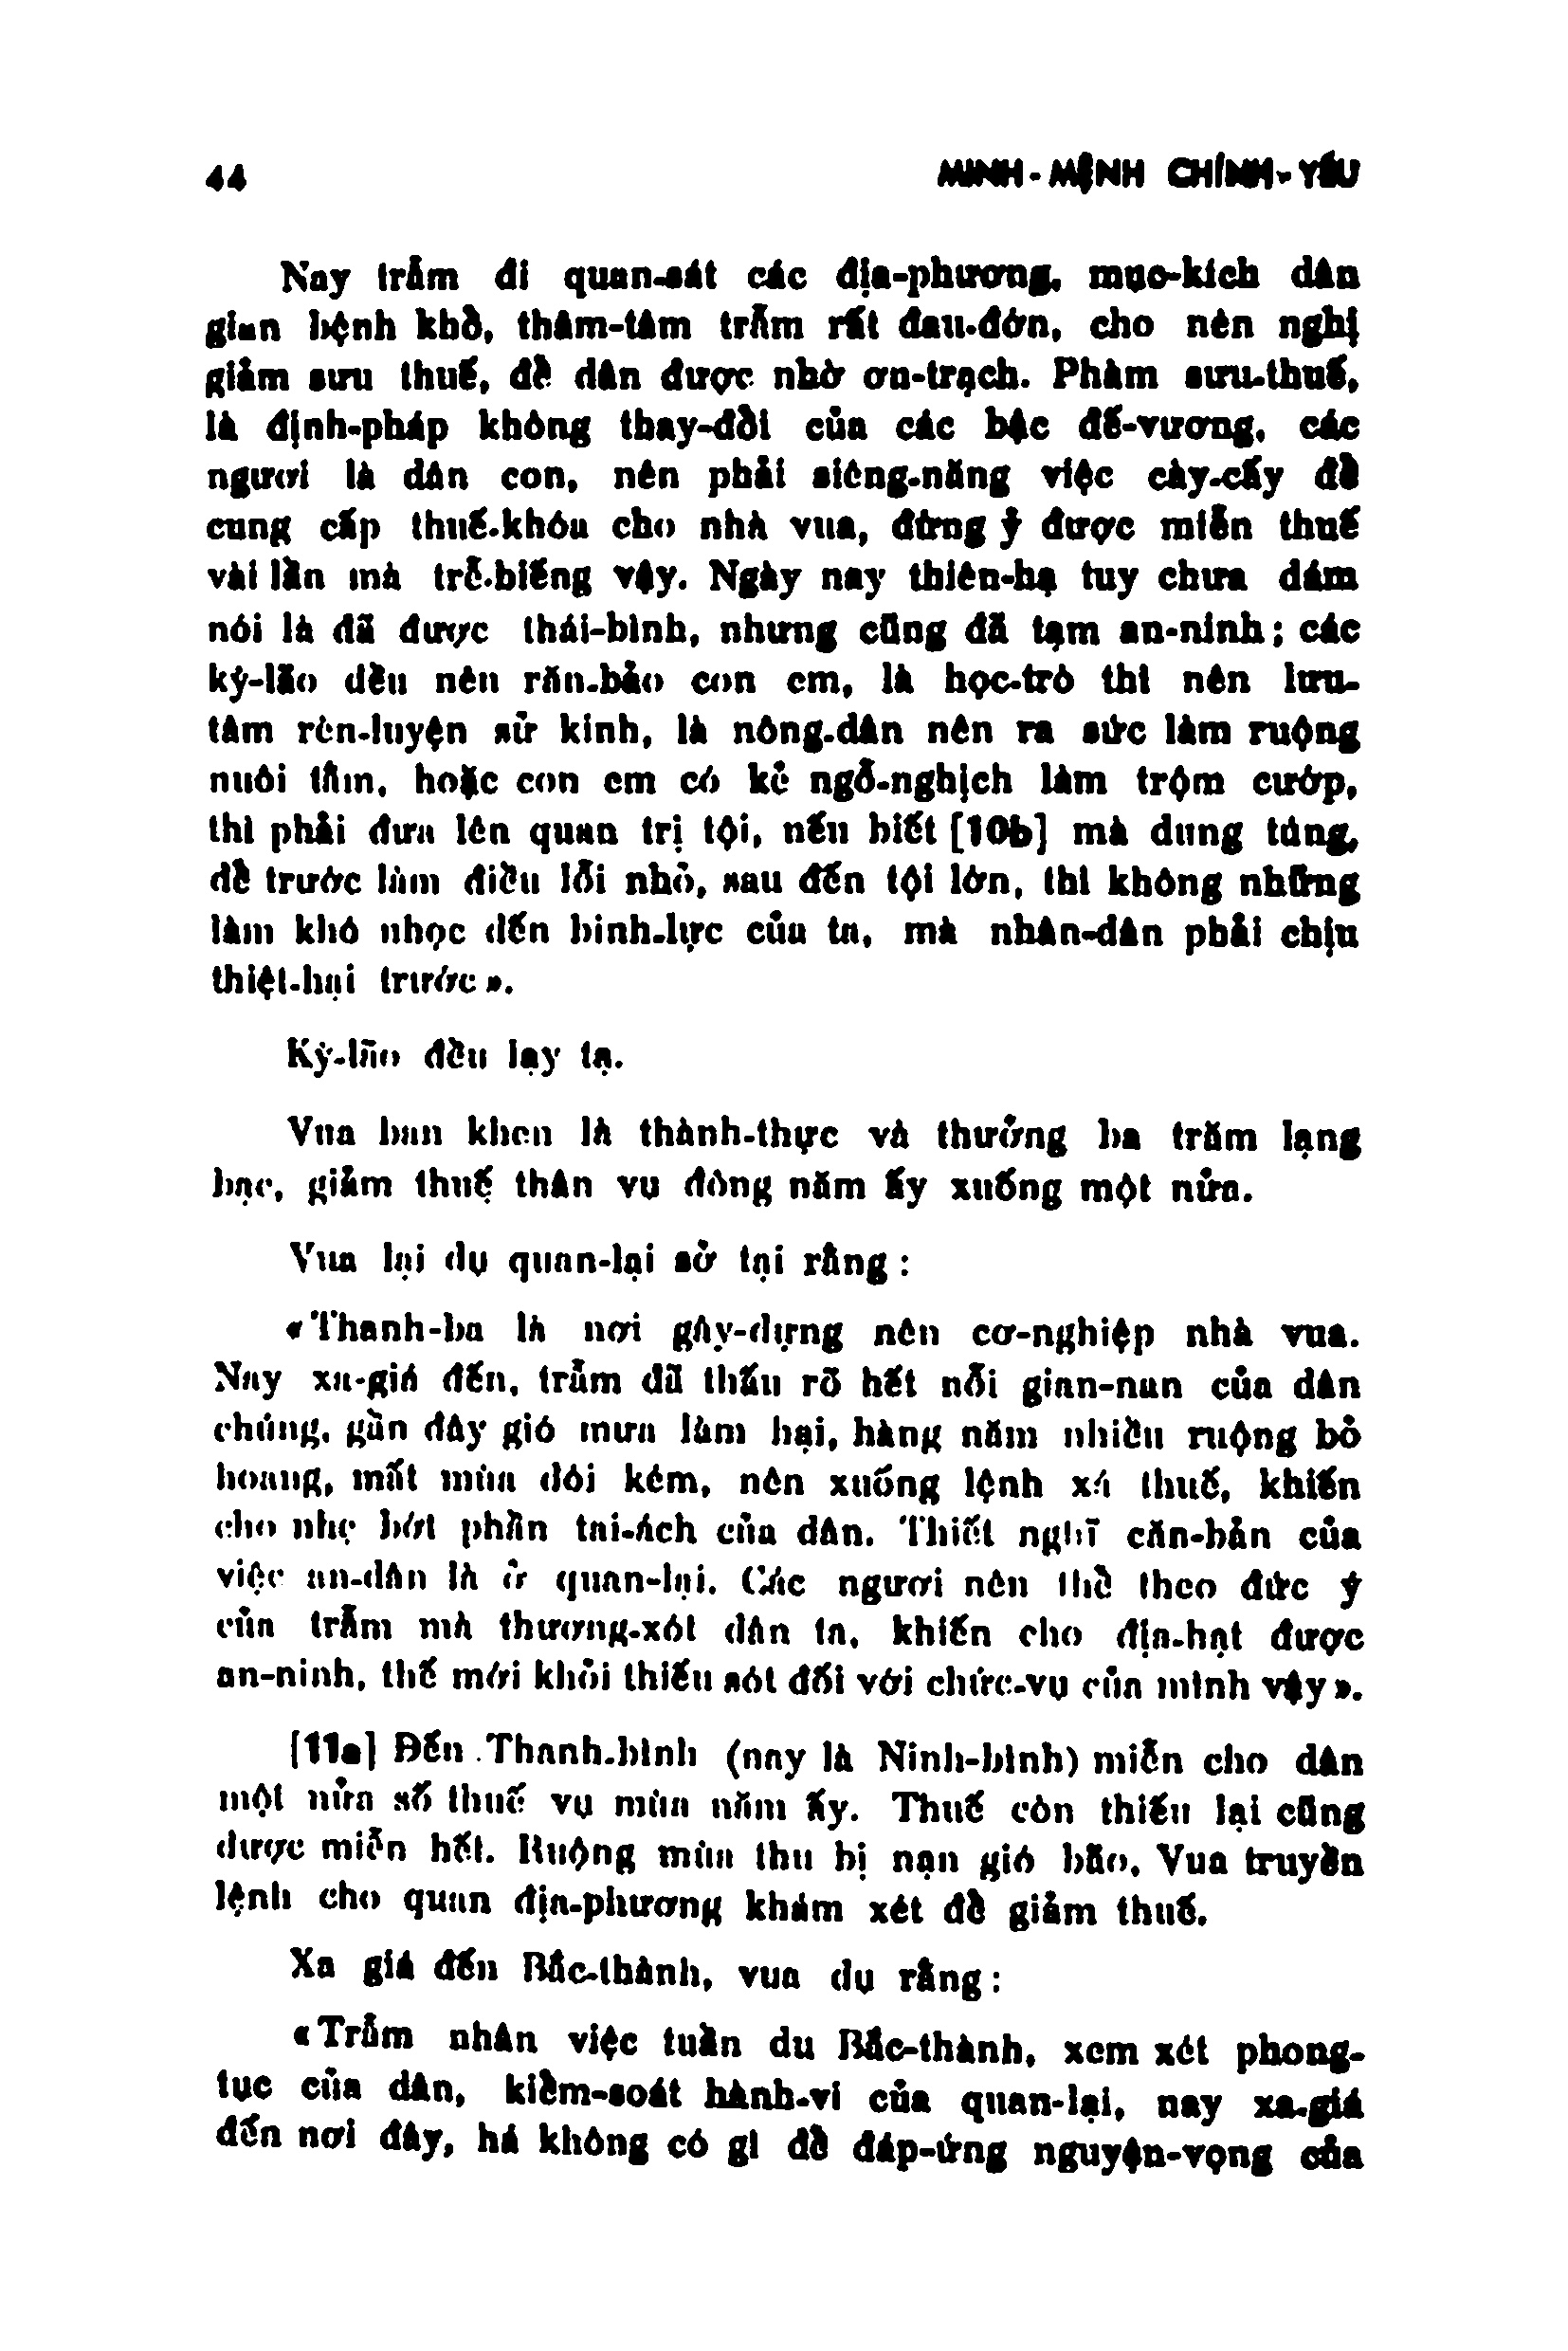 44 MINH-MỆNH CHÍNH-YẾU
Nay trẫm đi quan-sát các địa-phương, mục-kích dân
gian bệnh khổ, thâm-tâm trẫm rất đau-đớn, cho nên nghị
giảm sưu thuế, để dân được nhờ ơn-trạch. Phàm sưu-thuế,
là định-pháp không thay-đổi của các bậc đế-vương, các
ngươi là dân con, nên phải siêng-năng việc cày-cấy để
cung cấp thuế-khóa cho nhà vua, đừng ỷ được miễn thuế
vài lần mà trễ-biếng vậy. Ngày nay thiên-hạ tuy chưa dám
nói là đã được thái-bình, nhưng cũng đã tạm an-ninh; các
kỳ-lão đều nên răn-bảo con em, là học-trò thì nên lưu-
tâm rèn-luyện sử kinh, là nông-dân nên ra sức làm ruộng
nuôi tằm, hoặc con em có kẻ ngỗ-nghịch làm trộm cướp,
thì phải đưa lên quan trị tội, nếu biết [10b] mà dung túng,
để trước làm điều lỗi nhỏ, sau đến tội lớn, thì không những
làm khó nhọc đến binh-lực của ta, mà nhân-dân phải chịu
thiệt-hại trước».
Kỳ-lão đều lạy tạ.
Vua ban khen là thành-thực và thưởng ba trăm lạng
bạc, giảm thuế thân vụ đông năm ấy xuống một nửa.
Vua lại dụ quan-lại sở tại rằng :
«Thanh-hoa là nơi gây-dựng nên cơ-nghiệp nhà vua.
Nay xa-giá đến, trẫm đã thấu rõ hết nỗi gian-nan của dân
chúng, gần đây gió mưa làm hại, hàng năm nhiều ruộng bỏ
hoang, mất mùa đói kém, nên xuống lệnh xá thuế, khiến
cho nhẹ bớt phần tai-ách của dân. Thiết nghĩ căn-bản của
việc an-dân là ở quan-lại. Các ngươi nên thể theo đức ý
của trẫm mà thương-xót dân ta, khiến cho địa-hạt được
an-ninh, thế mới khỏi thiếu sót đối với chức-vụ của mình vậy».
[11a] Đến Thanh-bình (nay là Ninh-bình) miễn cho dân
một nửa số thuế vụ mùa năm ấy. Thuế còn thiếu lại cũng
được miễn hết. Ruộng mùa thu bị nạn gió bão, Vua truyền
lệnh cho quan địa-phương khám xét để giảm thuế.
Xa giá đến Bắc-thành, vua dụ rằng :
«Trẫm nhân việc tuần du Bắc-thành, xem xét phong-
tục của dân, kiểm-soát hành-vi của quan-lại, nay xa-giá
đến nơi đây, há không có gì để đáp-ứng nguyện-vọng của